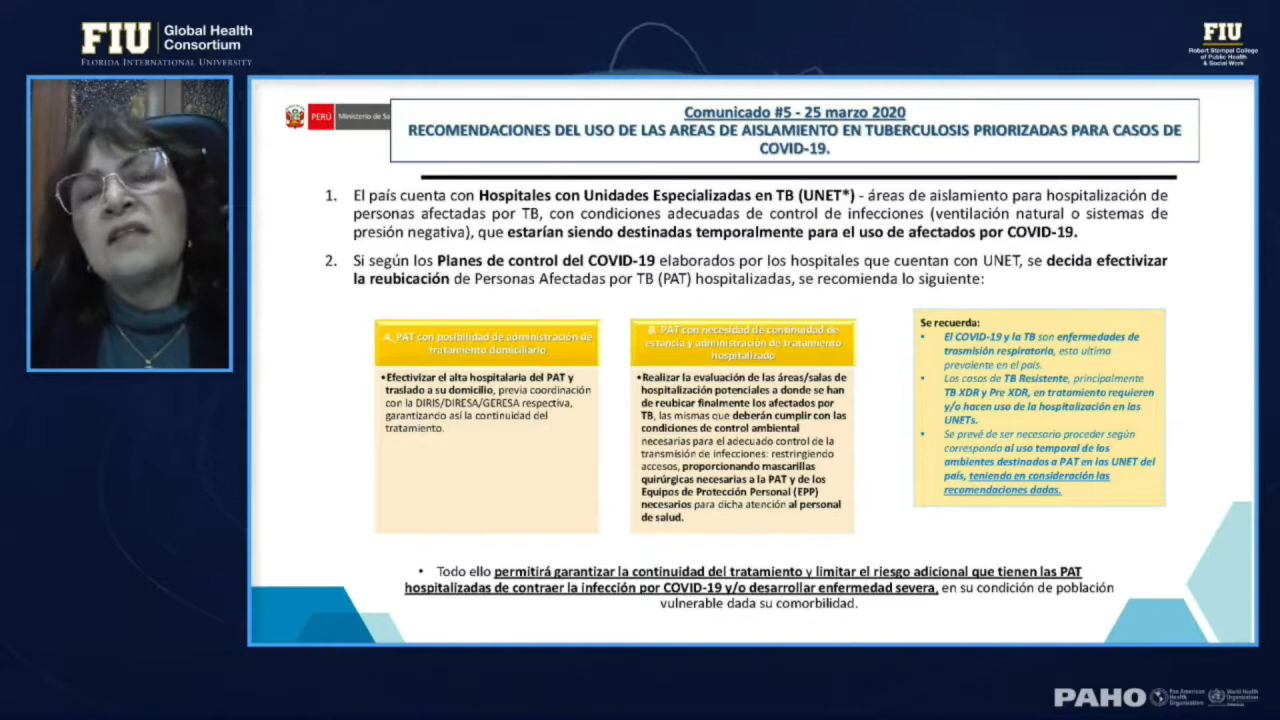 FIU
Global Health
Consortium
FLORIDA INTERNATIONAL UNIVERSITY
FIU
Robert Stempel College
of Public Health
& Social Work
PERÚ
Ministerio de Sa
Comunicado #5 - 25 marzo 2020
RECOMENDACIONES DEL USO DE LAS AREAS DE AISLAMIENTO EN TUBERCULOSIS PRIORIZADAS PARA CASOS DE
COVID-19.
1. El país cuenta con Hospitales con Unidades Especializadas en TB (UNET*) - áreas de aislamiento para hospitalización de
personas afectadas por TB, con condiciones adecuadas de control de infecciones (ventilación natural o sistemas de
presión negativa), que estarían siendo destinadas temporalmente para el uso de afectados por COVID-19.
2. Si según los Planes de control del COVID-19 elaborados por los hospitales que cuentan con UNET, se decida efectivizar
la reubicación de Personas Afectadas por TB (PAT) hospitalizadas, se recomienda lo siguiente:
A. PAT con posibilidad de administración de
tratamiento domiciliario
•Efectivizar el alta hospitalaria del PAT y
traslado a su domicilio, previa coordinación
con la DIRIS/DIRESA/GERESA respectiva,
garantizando así la continuidad del
tratamiento.
B. PAT con necesidad de continuidad de
estancia y administración de tratamiento
hospitalizado
•Realizar la evaluación de las áreas/salas de
hospitalización potenciales a donde se han
de reubicar finalmente los afectados por
TB, las mismas que deberán cumplir con las
condiciones de control ambiental
necesarias para el adecuado control de la
transmisión de infecciones: restringiendo
accesos, proporcionando mascarillas
quirúrgicas necesarias a la PAT y de los
Equipos de Protección Personal (EPP)
necesarios para dicha atención al personal
de salud.
Se recuerda:
• El COVID-19 y la TB son enfermedades de
trasmisión respiratoria, esta ultima
prevalente en el país.
• Los casos de TB Resistente, principalmente
TB XDR y Pre XDR, en tratamiento requieren
y/o hacen uso de la hospitalización en las
UNETs.
• Se prevé de ser necesario proceder según
corresponda al uso temporal de los
ambientes destinados a PAT en las UNET del
país, teniendo en consideración las
recomendaciones dadas.
• Todo ello permitirá garantizar la continuidad del tratamiento y limitar el riesgo adicional que tienen las PAT
hospitalizadas de contraer la infección por COVID-19 y/o desarrollar enfermedad severa, en su condición de población
vulnerable dada su comorbilidad.
PAHO
Pan American
Health
Organization
World Health
Organization